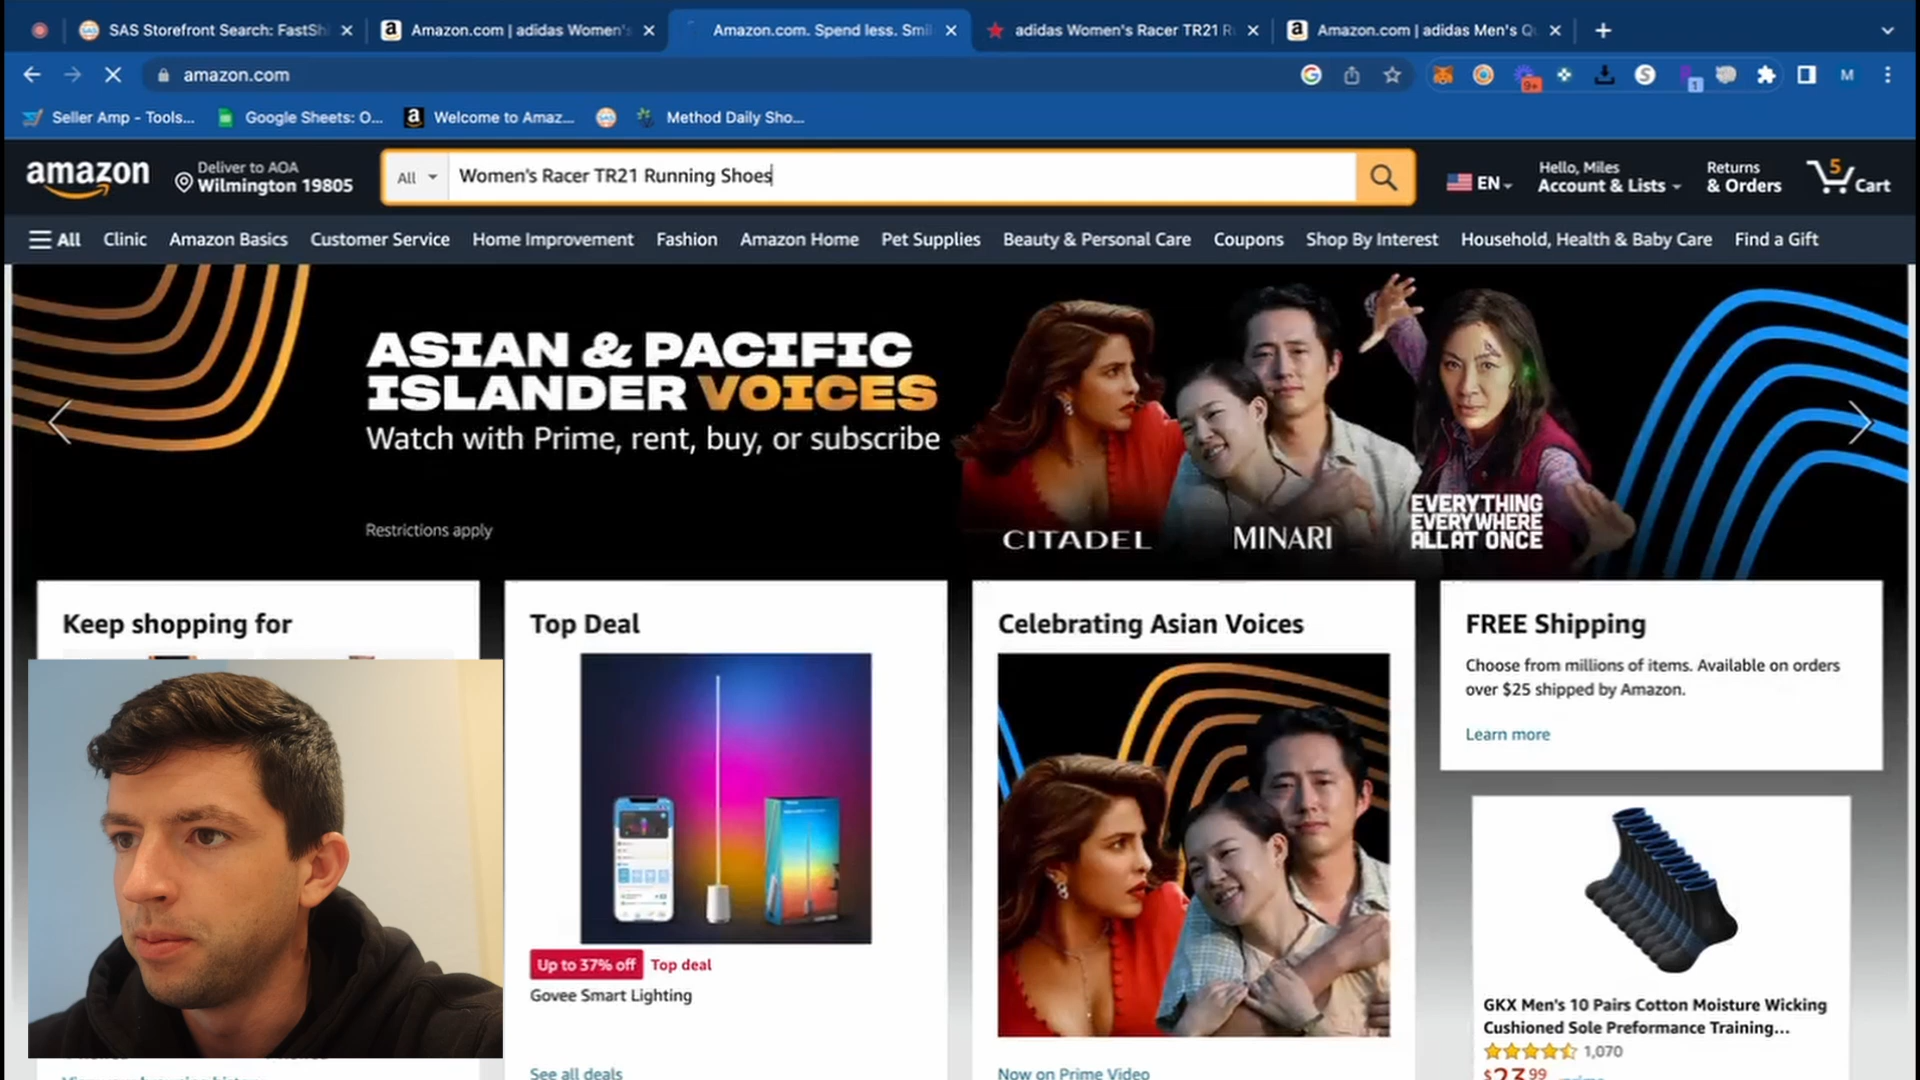 SAS Storefront Search: FastShi
Amazon.com | adidas Women's
Amazon.com. Spend less. Smil
adidas Women's Racer TR21 R
Amazon.com | adidas Men's Q
amazon.com
9+
S
1
M
Seller Amp - Tools...
Google Sheets: O...
Welcome to Amaz...
Method Daily Sho...
amazon
Deliver to AOA
Wilmington 19805
All
Women's Racer TR21 Running Shoes
EN
Hello, Miles
Account & Lists
Returns
& Orders
5
Cart
All
Clinic
Amazon Basics
Customer Service
Home Improvement
Fashion
Amazon Home
Pet Supplies
Beauty & Personal Care
Coupons
Shop By Interest
Household, Health & Baby Care
Find a Gift
ASIAN & PACIFIC
ISLANDER VOICES
Watch with Prime, rent, buy, or subscribe
Restrictions apply
CITADEL
MINARI
EVERYTHING
EVERYWHERE
ALL AT ONCE
Keep shopping for
Top Deal
Up to 37% off
Top deal
Govee Smart Lighting
See all deals
Celebrating Asian Voices
Now on Prime Video
FREE Shipping
Choose from millions of items. Available on orders
over $25 shipped by Amazon.
Learn more
GKX Men's 10 Pairs Cotton Moisture Wicking
Cushioned Sole Preformance Training...
1,070
$23.99